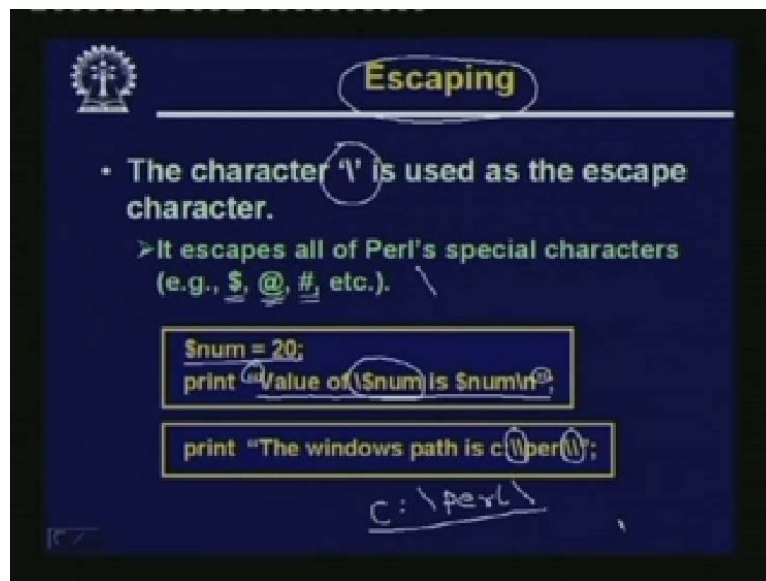 Escaping
• The character '\' is used as the escape
character.
➢It escapes all of Perl's special characters
(e.g., $, @, #, etc.). \
$num = 20;
print "Value of \$num is $num\n";
print "The windows path is c:\\perl\\";
C:\perl\